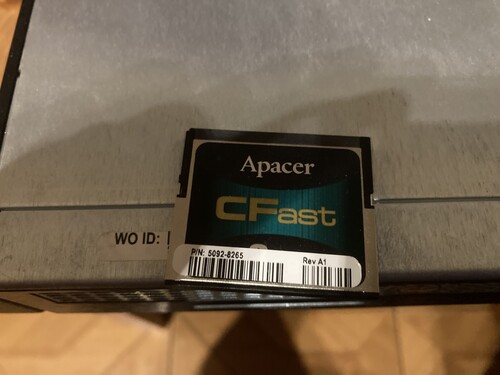 Apacer
CFast
WO ID:
P/N: 5092-8265
Rev A1